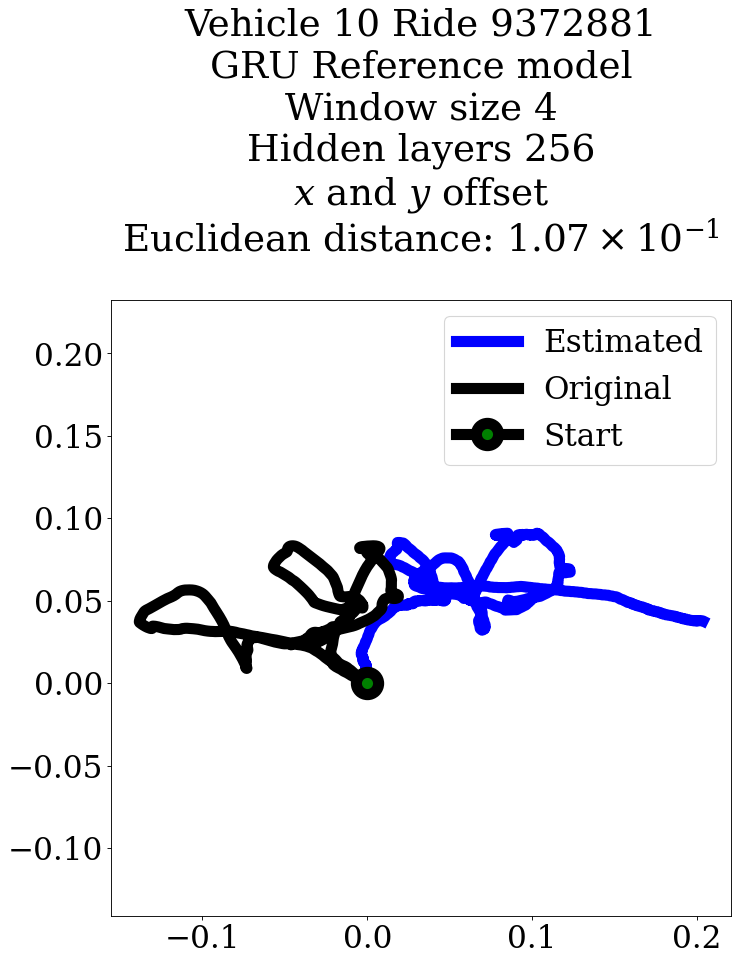 Vehicle 10 Ride 9372881
GRU Reference model
Window size 4
Hidden layers 256
x and y offset
Euclidean distance: 1.07 × 10⁻¹
Estimated
Original
Start
0.20
0.15
0.10
0.05
0.00
−0.05
−0.10
−0.1 0.0 0.1 0.2